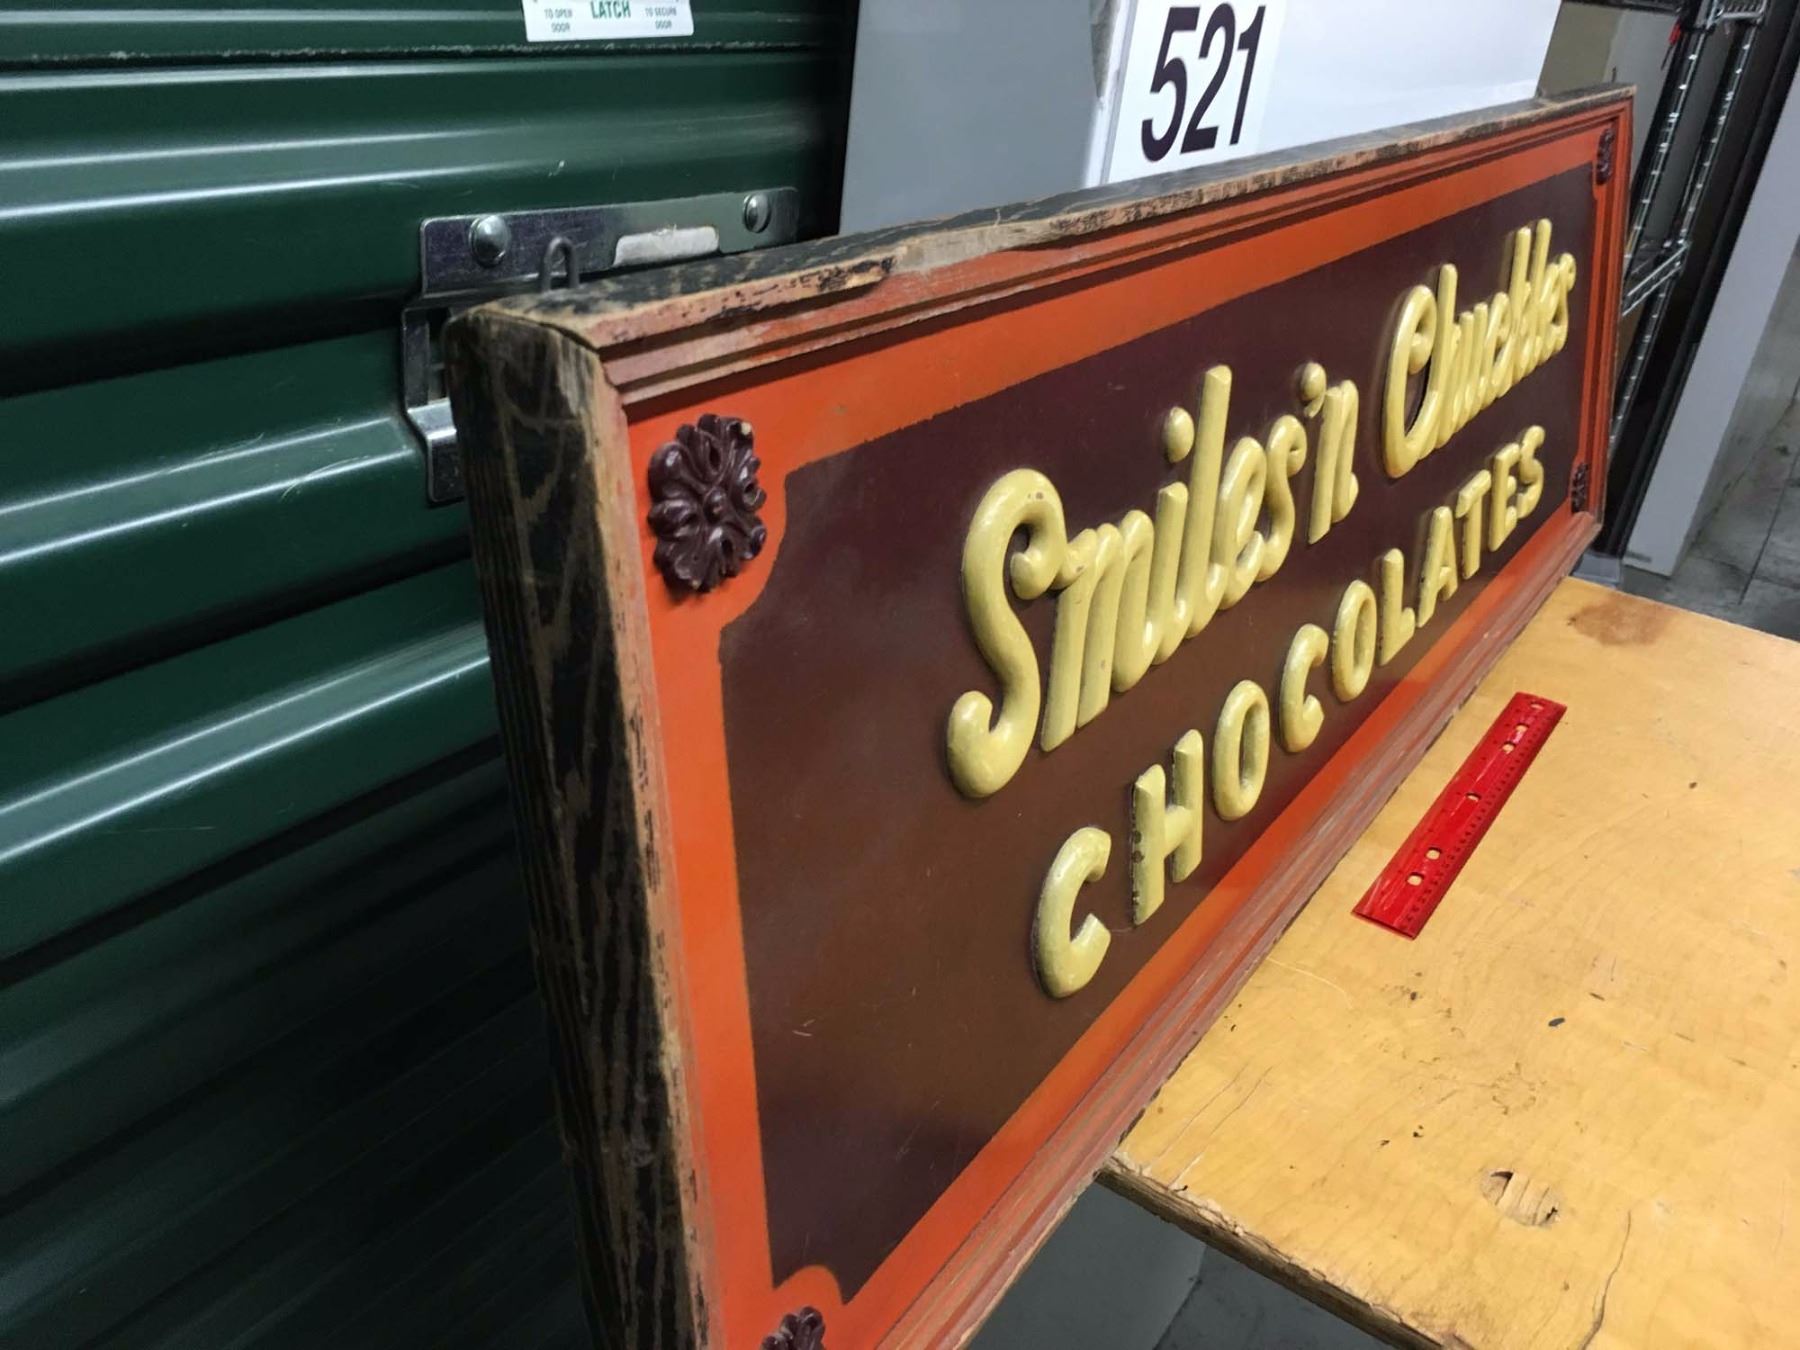 TO OPEN DOOR
LATCH
TO SECURE DOOR
521
Smiles'n Chuckles
CHOCOLATES